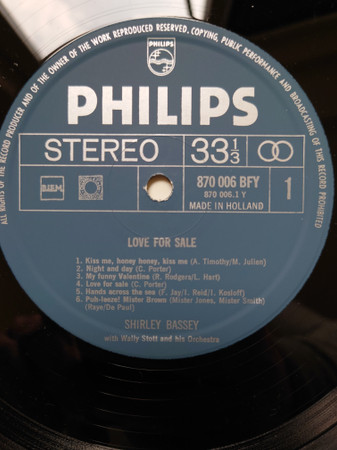 ALL RIGHTS OF THE RECORD PRODUCER AND OF THE OWNER OF THE WORK REPRODUCED RESERVED. COPYING, PUBLIC PERFORMANCE AND BROADCASTING OF THIS RECORD PROHIBITED
PHILIPS
PHILIPS
STEREO 33 1/3
B.I.E.M. 870 006 BFY 1
870 006.1 Y
MADE IN HOLLAND
LOVE FOR SALE
1. Kiss me, honey honey, kiss me (A. Timothy/M. Julien)
2. Night and day (C. Porter)
3. My funny Valentine (R. Rodgers/L. Hart)
4. Love for sale (C. Porter)
5. Hands across the sea (F. Jay/I. Reid/I. Kosloff)
6. Puh-leeze! Mister Brown (Mister Jones, Mister Smith)
(Raye/De Paul)
SHIRLEY BASSEY
with Wally Stott and his Orchestra